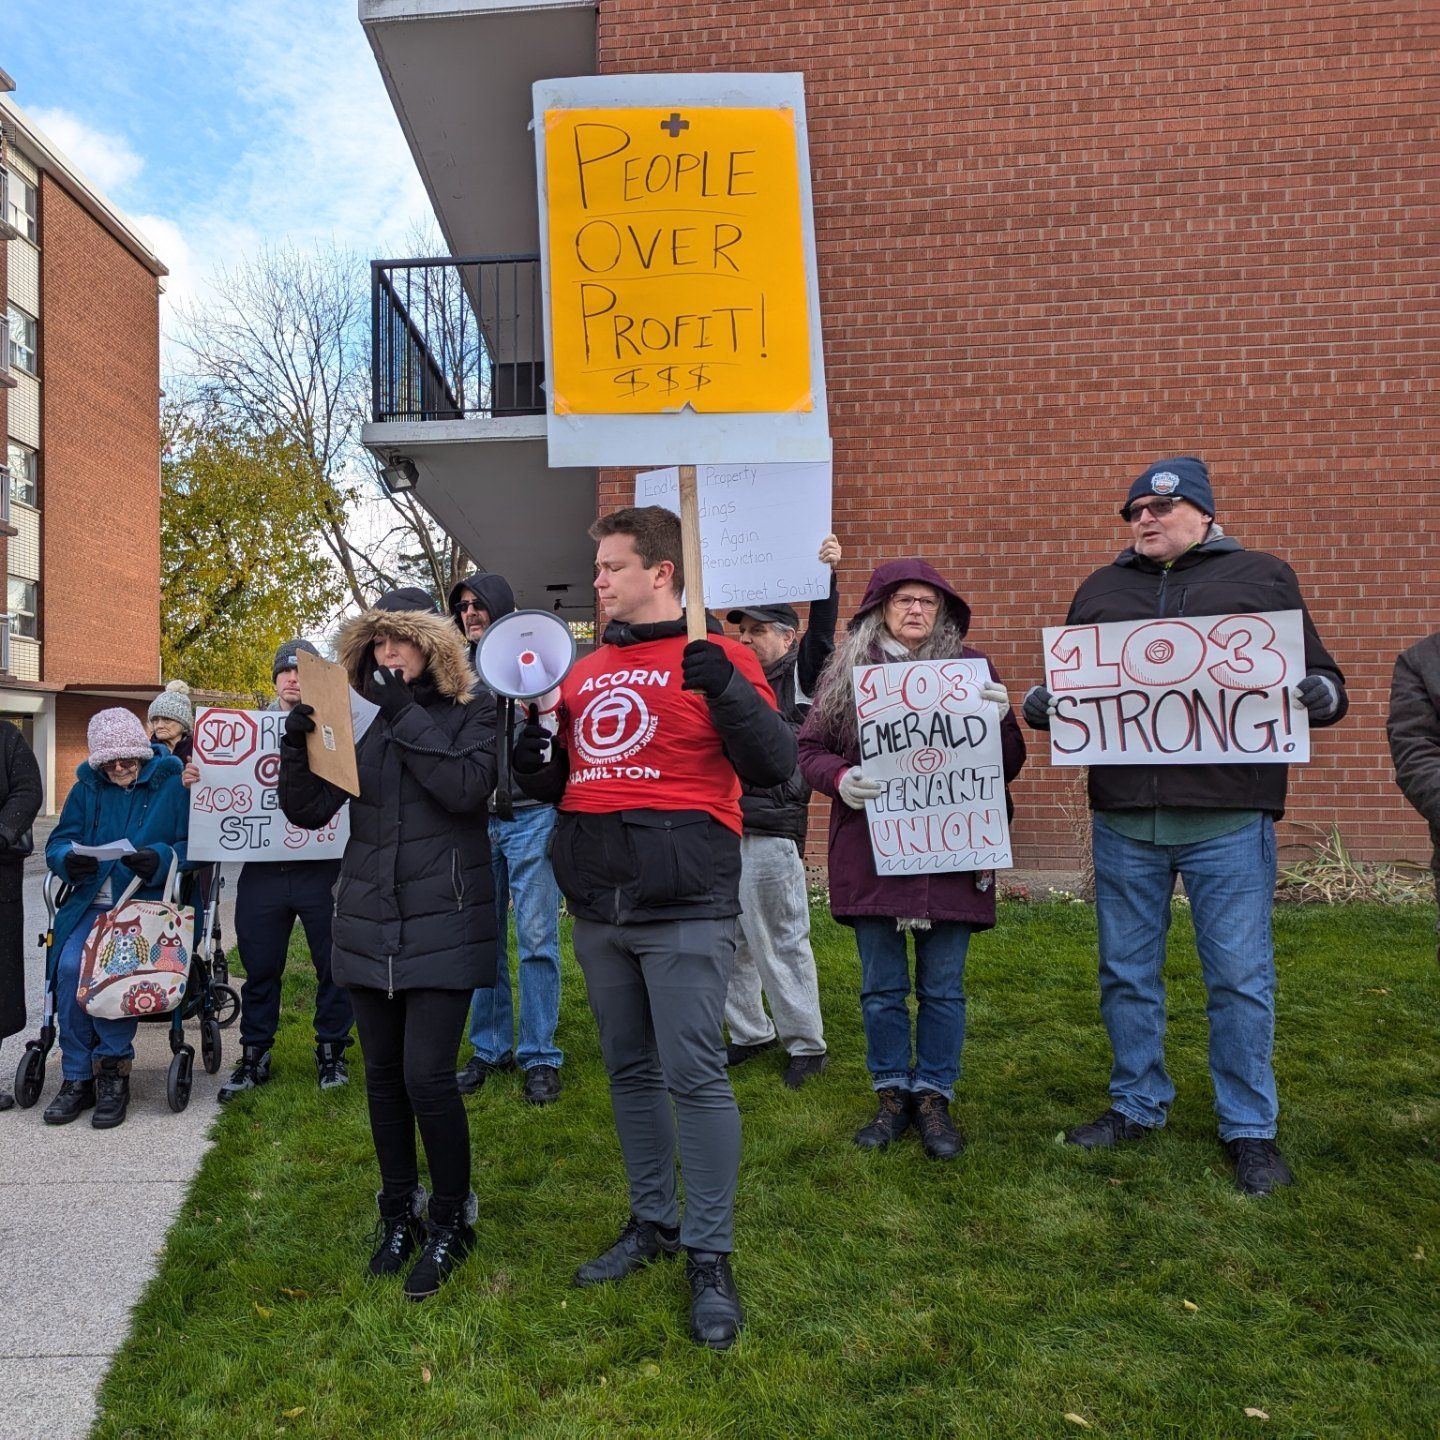 PEOPLE
OVER
PROFIT!
$$$
Property
dings
Again
Renoviction
Street South
ACORN
HAMILTON
STOP
@
103 E
ST. S!!
103
EMERALD
TENANT
UNION
103
STRONG!